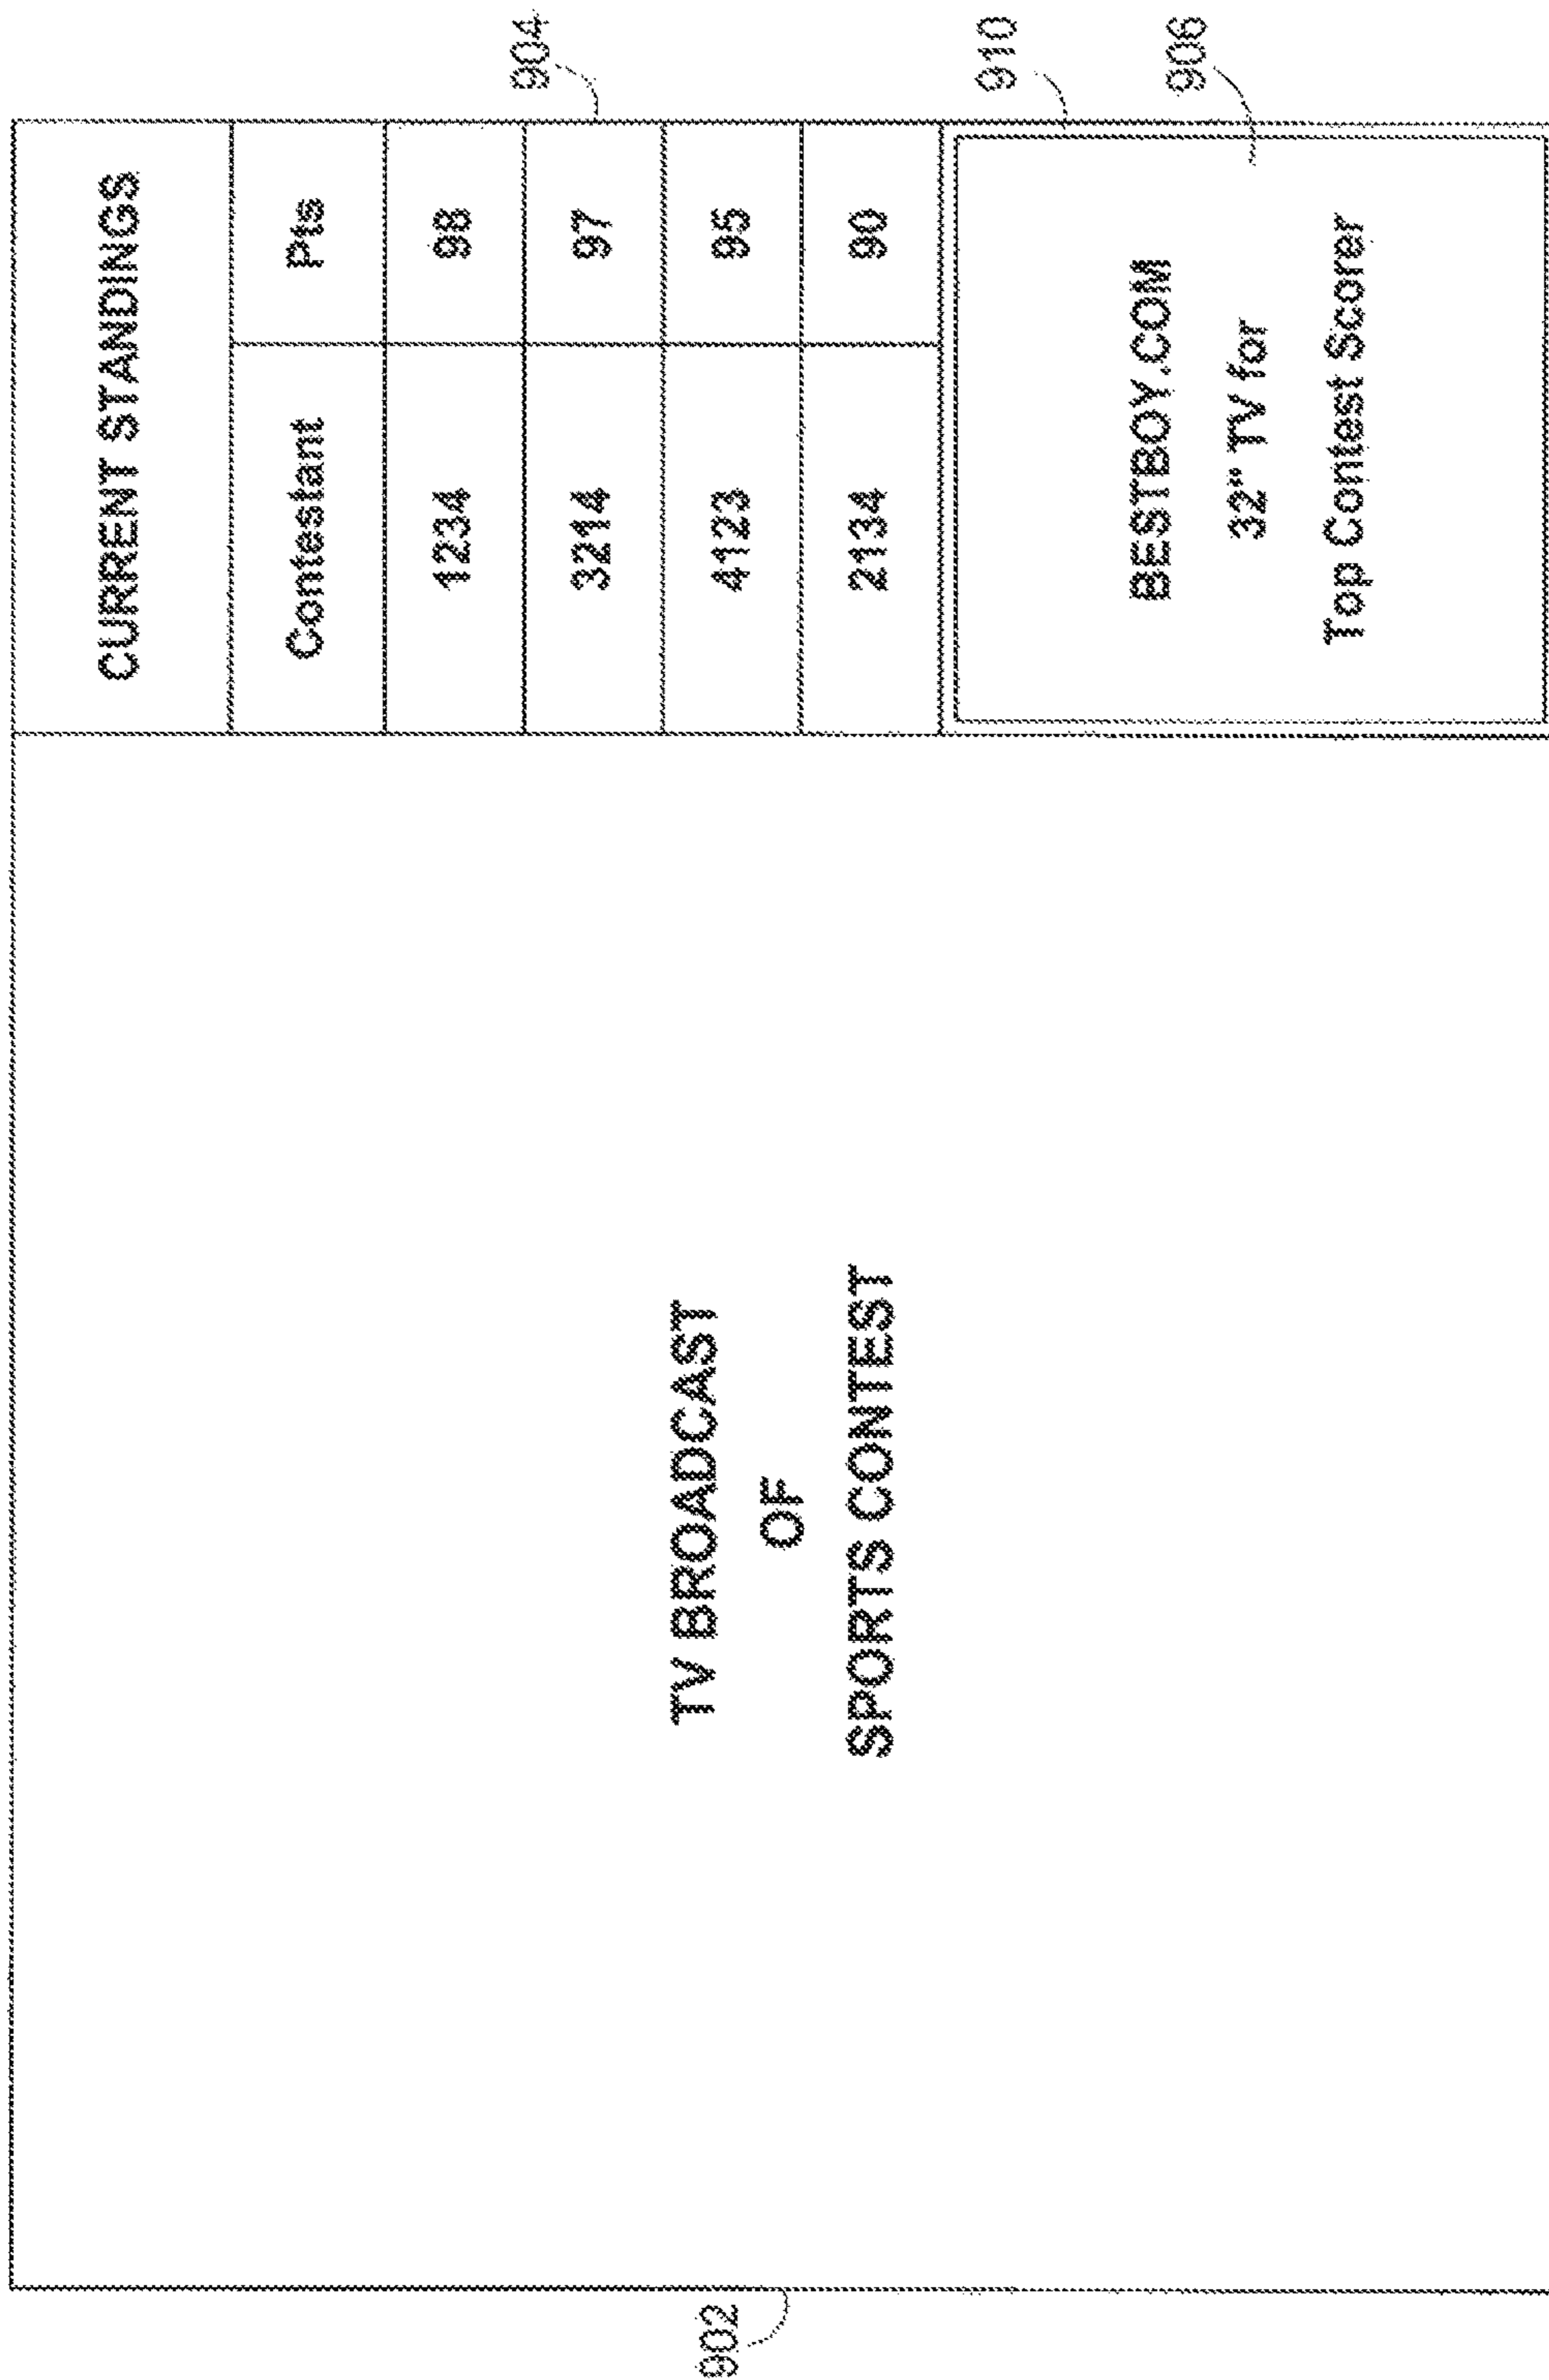 902
TV BROADCAST
OF
SPORTS CONTEST
CURRENT STANDINGS
Contestant Pts
1234 98
3214 97
4123 95
2134 90
904
910
BESTBOY.COM
32" TV for
Top Contest Scorer
906